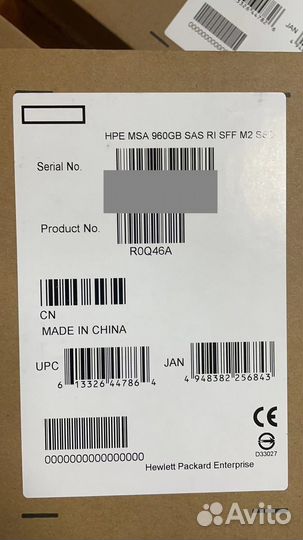 HPE MSA 960GB SAS RI SFF M2 SSD
Serial No.
Product No.
R0Q46A
CN
MADE IN CHINA
UPC
6 13326 44786 4
JAN
4 948382 256843
0000000000000000
D33027
Hewlett Packard Enterprise
Avito